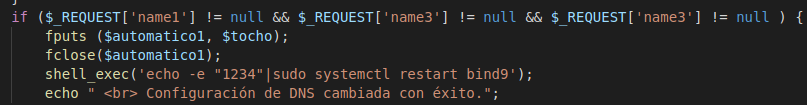 if ($_REQUEST['name1'] != null && $_REQUEST['name3'] != null && $_REQUEST['name3'] != null ) {
fputs ($automatico1, $tocho);
fclose($automatico1);
shell_exec('echo -e "1234"|sudo systemctl restart bind9');
echo " <br> Configuración de DNS cambiada con éxito.";